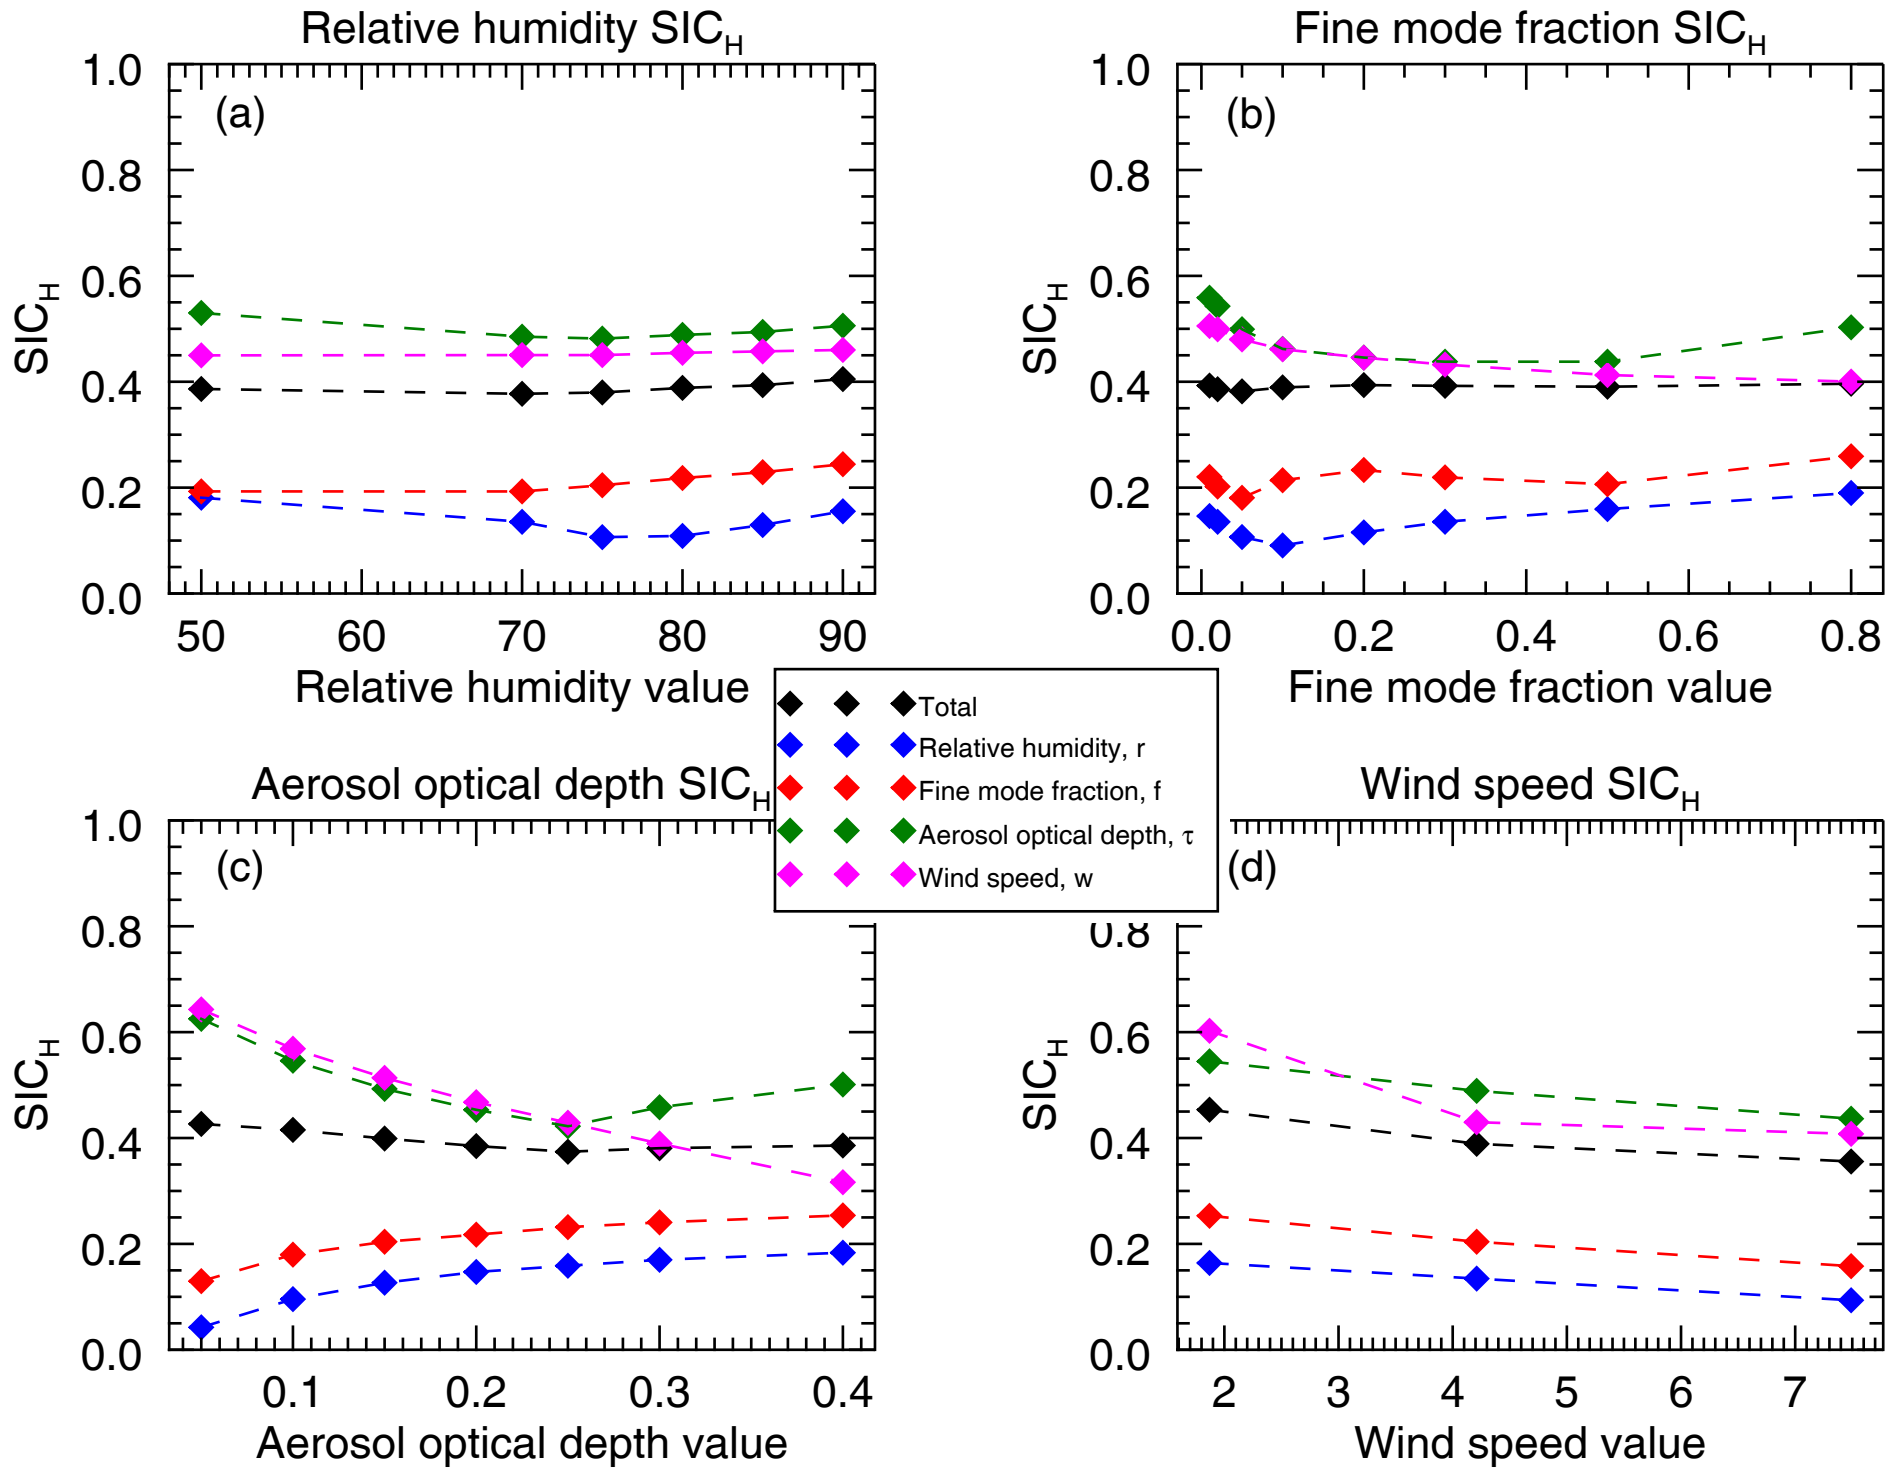 Relative humidity SIC_H
Fine mode fraction SIC_H
(a)
(b)
1.0
0.8
0.6
0.4
0.2
0.0
SIC_H
50 60 70 80 90
Relative humidity value
1.0
0.8
0.6
0.4
0.2
0.0
SIC_H
0.0 0.2 0.4 0.6 0.8
Fine mode fraction value
Total
Relative humidity, r
Fine mode fraction, f
Aerosol optical depth, τ
Wind speed, w
Aerosol optical depth SIC_H
Wind speed SIC_H
(c)
(d)
1.0
0.8
0.6
0.4
0.2
0.0
SIC_H
0.1 0.2 0.3 0.4
Aerosol optical depth value
0.8
0.6
0.4
0.2
0.0
SIC_H
2 3 4 5 6 7
Wind speed value